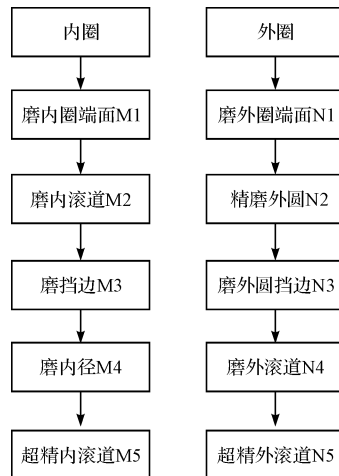 内圈
磨内圈端面M1
磨内滚道M2
磨挡边M3
磨内径M4
超精内滚道M5
外圈
磨外圈端面N1
精磨外圆N2
磨外圆挡边N3
磨外滚道N4
超精外滚道N5